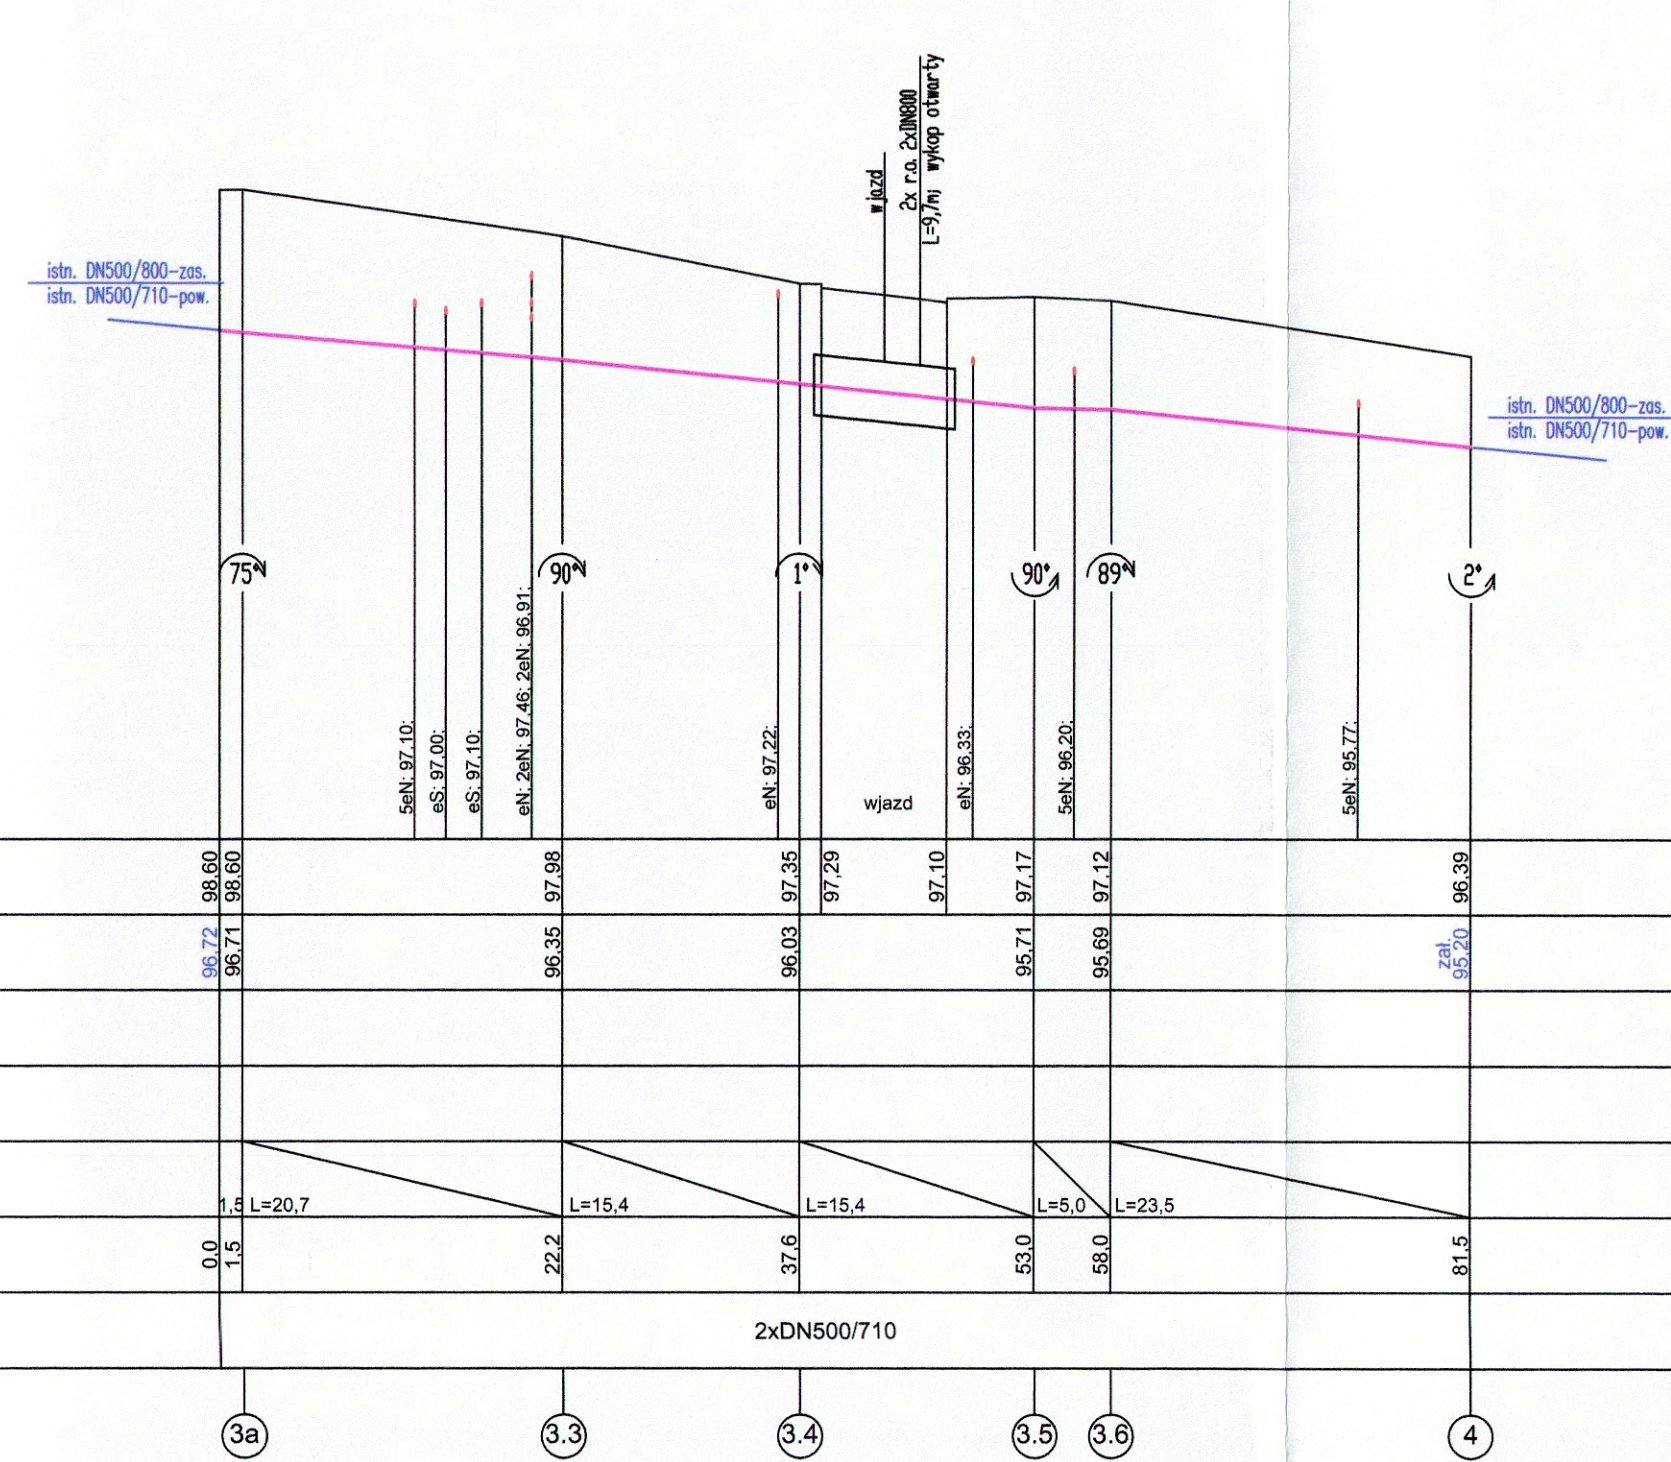 wjazd
2x r.o. 2xDN800
L=9,7m; wykop otwarty
istn. DN500/800-zas.
istn. DN500/710-pow.
istn. DN500/800-zas.
istn. DN500/710-pow.
75°
90°
1°
90°
89°
2°
5eN; 97,10;
eS; 97,00;
eS; 97,10;
eN; 2eN; 97,46; 2eN; 96,91;
eN; 97,22;
wjazd
eN; 96,33;
5eN; 96,20;
5eN; 95,77;
98,60
98,60
97,98
97,35
97,29
97,10
97,17
97,12
96,39
96,72
96,71
96,35
96,03
95,71
95,69
zał.
95,20
1,5
L=20,7
L=15,4
L=15,4
L=5,0
L=23,5
0,0
1,5
22,2
37,6
53,0
58,0
81,5
2xDN500/710
3a
3.3
3.4
3.5
3.6
4